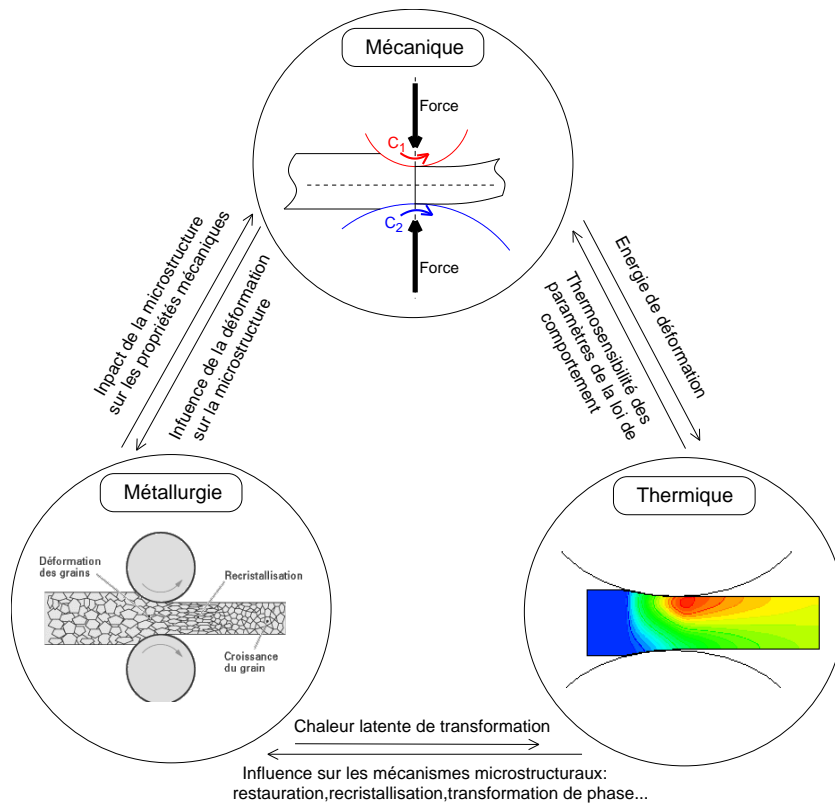 Mécanique
Force
C1
C2
Force
Inpact de la microstructure
sur les propriétés mécaniques
Infuence de la déformation
sur la microstructure
Energie de déformation
Thermosensibilité des
paramètres de la loi de
comportement
Métallurgie
Déformation
des grains
Recristallisation
Croissance
du grain
Thermique
Chaleur latente de transformation
Influence sur les mécanismes microstructuraux:
restauration,recristallisation,transformation de phase...